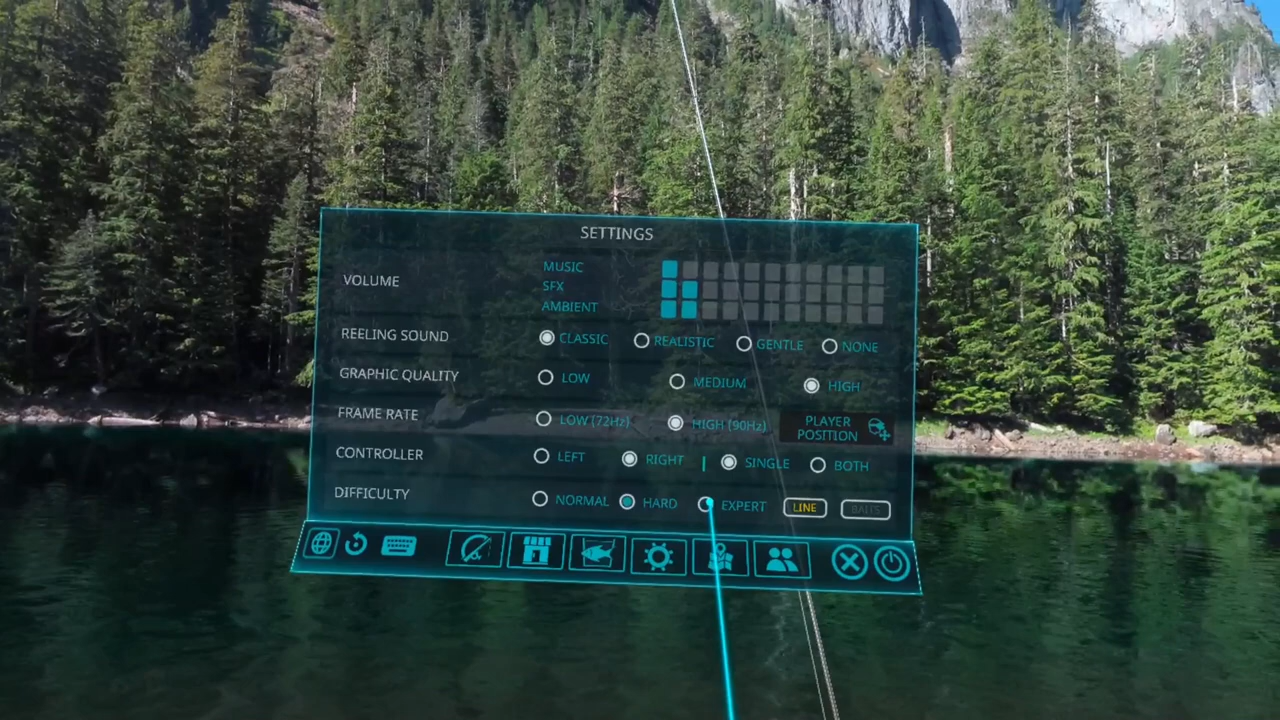 SETTINGS
VOLUME
MUSIC
SFX
AMBIENT
REELING SOUND CLASSIC REALISTIC GENTLE NONE
GRAPHIC QUALITY LOW MEDIUM HIGH
FRAME RATE LOW (72Hz) HIGH (90Hz) PLAYER
POSITION
CONTROLLER LEFT RIGHT | SINGLE BOTH
DIFFICULTY NORMAL HARD EXPERT LINE BAITS